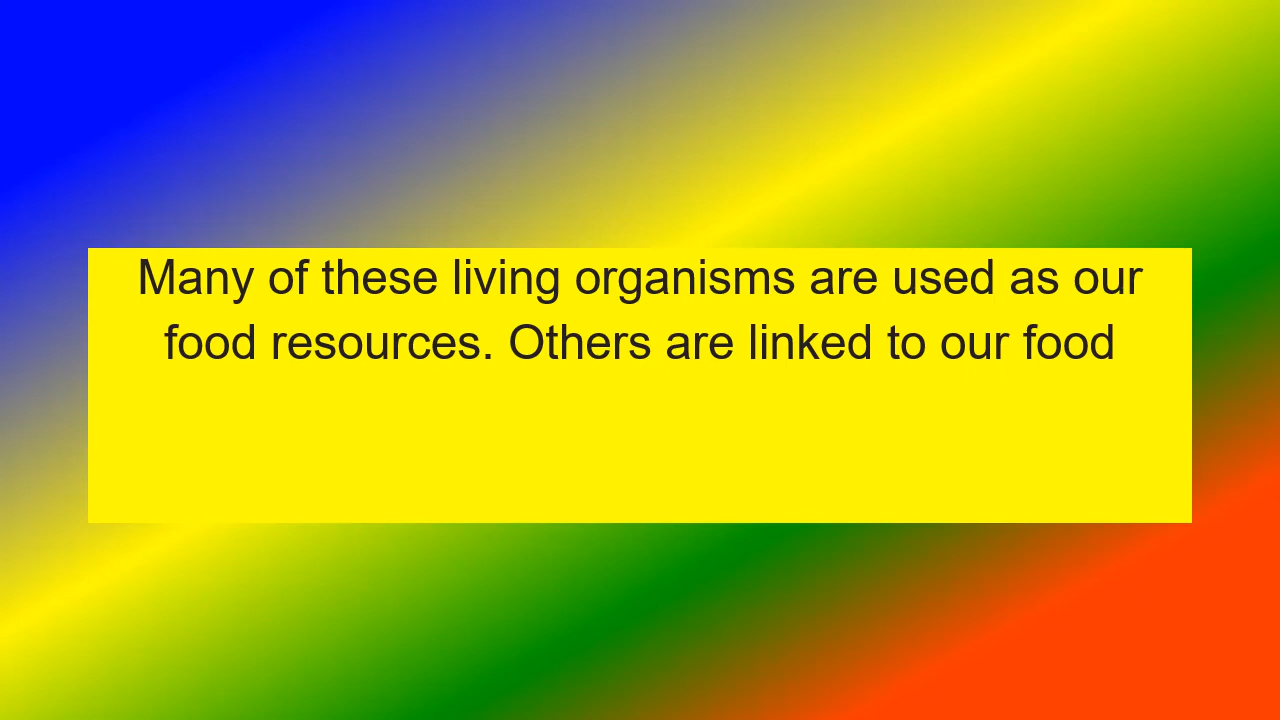 Many of these living organisms are used as our
food resources. Others are linked to our food